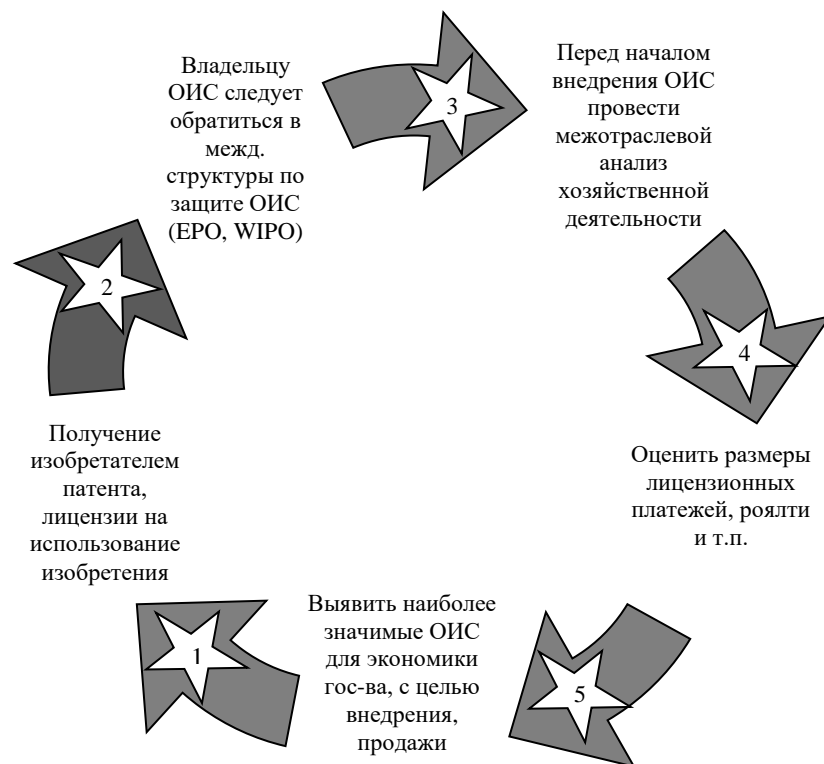 Владельцу
ОИС следует
обратиться в
межд.
структуры по
защите ОИС
(EPO, WIPO)
3
Перед началом
внедрения ОИС
провести
межотраслевой
анализ
хозяйственной
деятельности
2
4
Получение
изобретателем
патента,
лицензии на
использование
изобретения
Оценить размеры
лицензионных
платежей, роялти
и т.п.
1
Выявить наиболее
значимые ОИС
для экономики
гос-ва, с целью
внедрения,
продажи
5